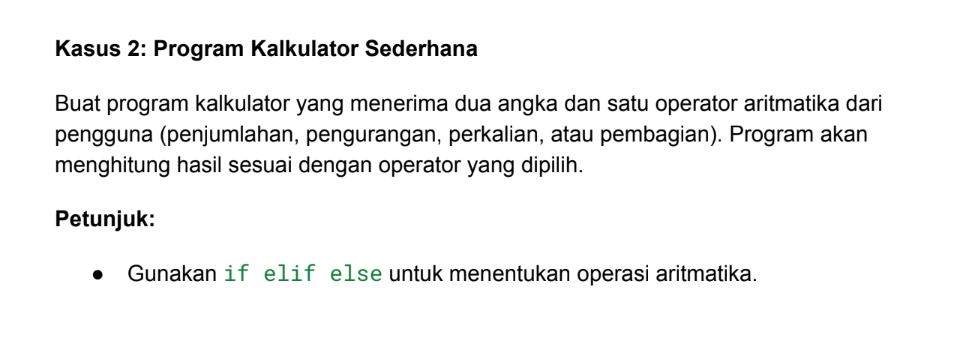 Kasus 2: Program Kalkulator Sederhana
Buat program kalkulator yang menerima dua angka dan satu operator aritmatika dari
pengguna (penjumlahan, pengurangan, perkalian, atau pembagian). Program akan
menghitung hasil sesuai dengan operator yang dipilih.
Petunjuk:
● Gunakan if elif else untuk menentukan operasi aritmatika.